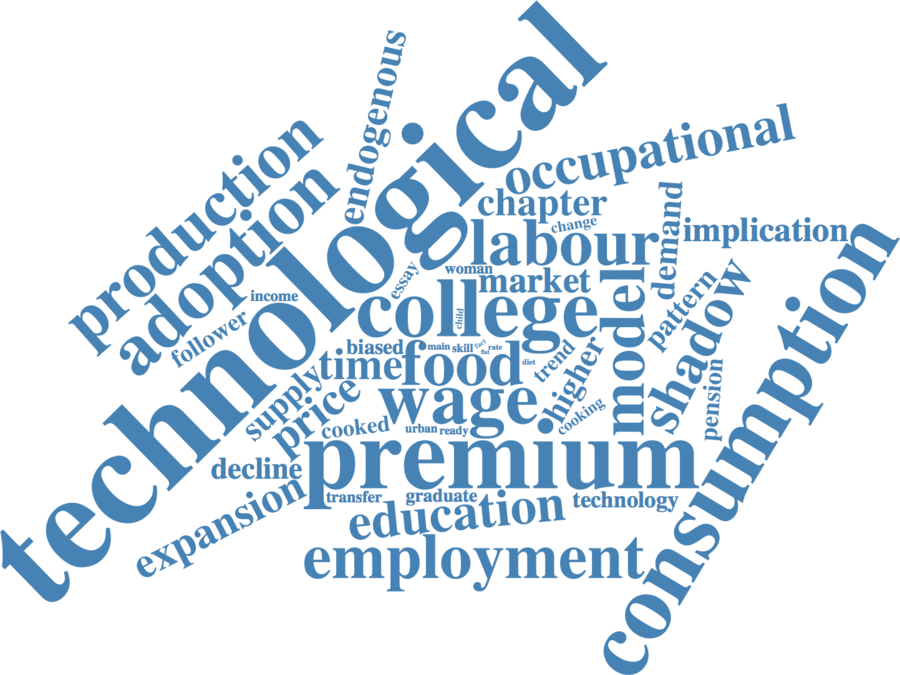 technological
endogenous
production
adoption
occupational
chapter
change
demand
implication
labour
woman
essay
market
income
follower
college
child
model
pattern
shadow
consumption
biased
main
skill
fact
flat
rate
time
food
diet
trend
higher
supply
price
wage
cooking
pension
cooked
urban
ready
decline
premium
expansion
transfer
graduate
technology
education
employment